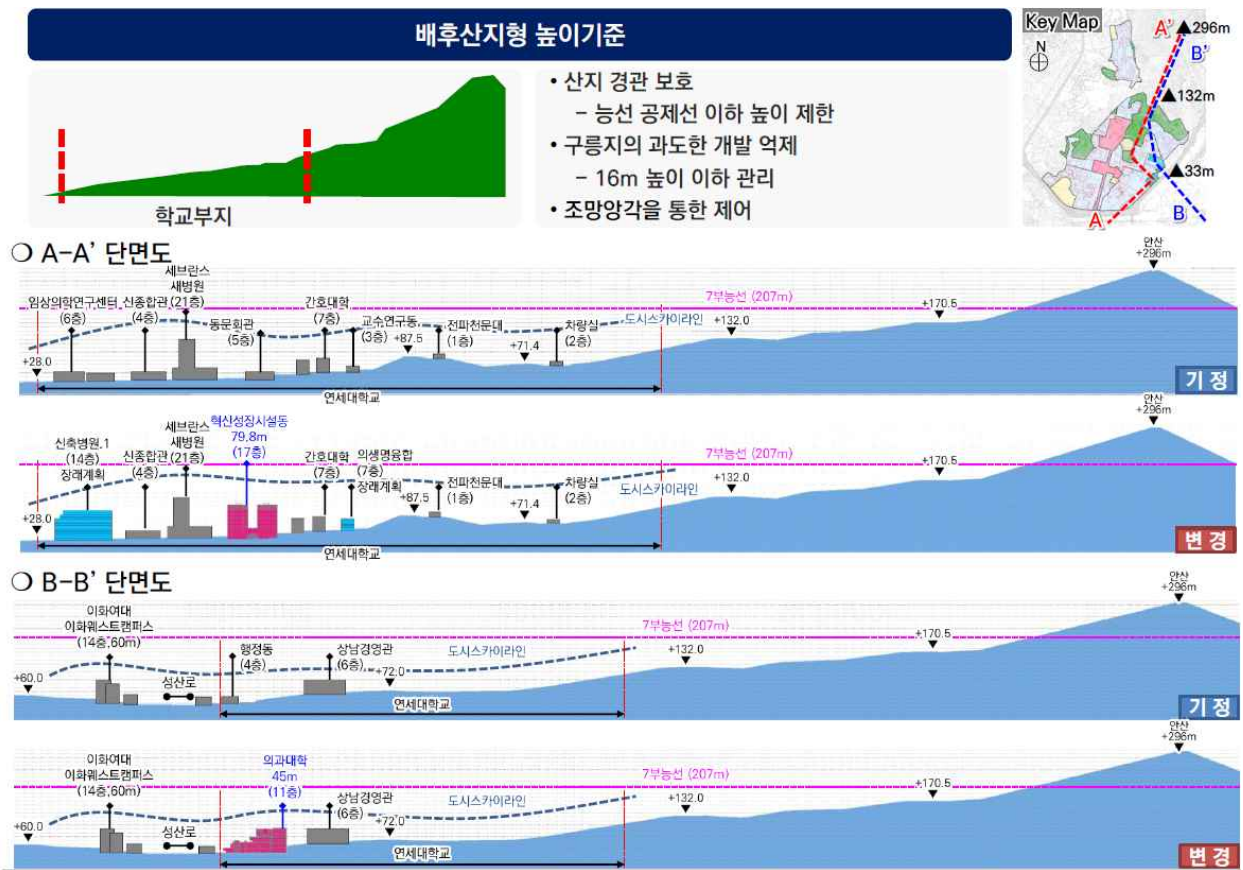 배후산지형 높이기준
Key Map
N
A'
296m
B'
132m
33m
A
B
학교부지
• 산지 경관 보호
– 능선 공제선 이하 높이 제한
• 구릉지의 과도한 개발 억제
– 16m 높이 이하 관리
• 조망앙각을 통한 제어
○ A-A' 단면도
임상의학연구센터
(6층)
신종합관
(4층)
세브란스
새병원
(21층)
동문회관
(5층)
간호대학
(7층)
교수연구동
(3층)
+87.5
전파천문대
(1층)
+71.4
차량실
(2층)
도시스카이라인
7부능선 (207m)
+132.0
+170.5
안산
+296m
+28.0
연세대학교
기 정
신축병원.1
(14층)
장래계획
신종합관
(4층)
세브란스
새병원
(21층)
혁신성장시설동
79.8m
(17층)
간호대학
(7층)
의생명융합
(7층)
장래계획
+87.5
전파천문대
(1층)
+71.4
차량실
(2층)
도시스카이라인
7부능선 (207m)
+132.0
+170.5
안산
+296m
+28.0
연세대학교
변 경
○ B-B' 단면도
이화여대
이화웨스트캠퍼스
(14층,60m)
+60.0
성산로
행정동
(4층)
상남경영관
(6층)
+72.0
도시스카이라인
7부능선 (207m)
+132.0
+170.5
안산
+296m
연세대학교
기 정
이화여대
이화웨스트캠퍼스
(14층,60m)
+60.0
성산로
의과대학
45m
(11층)
상남경영관
(6층)
+72.0
도시스카이라인
7부능선 (207m)
+132.0
+170.5
안산
+296m
연세대학교
변 경